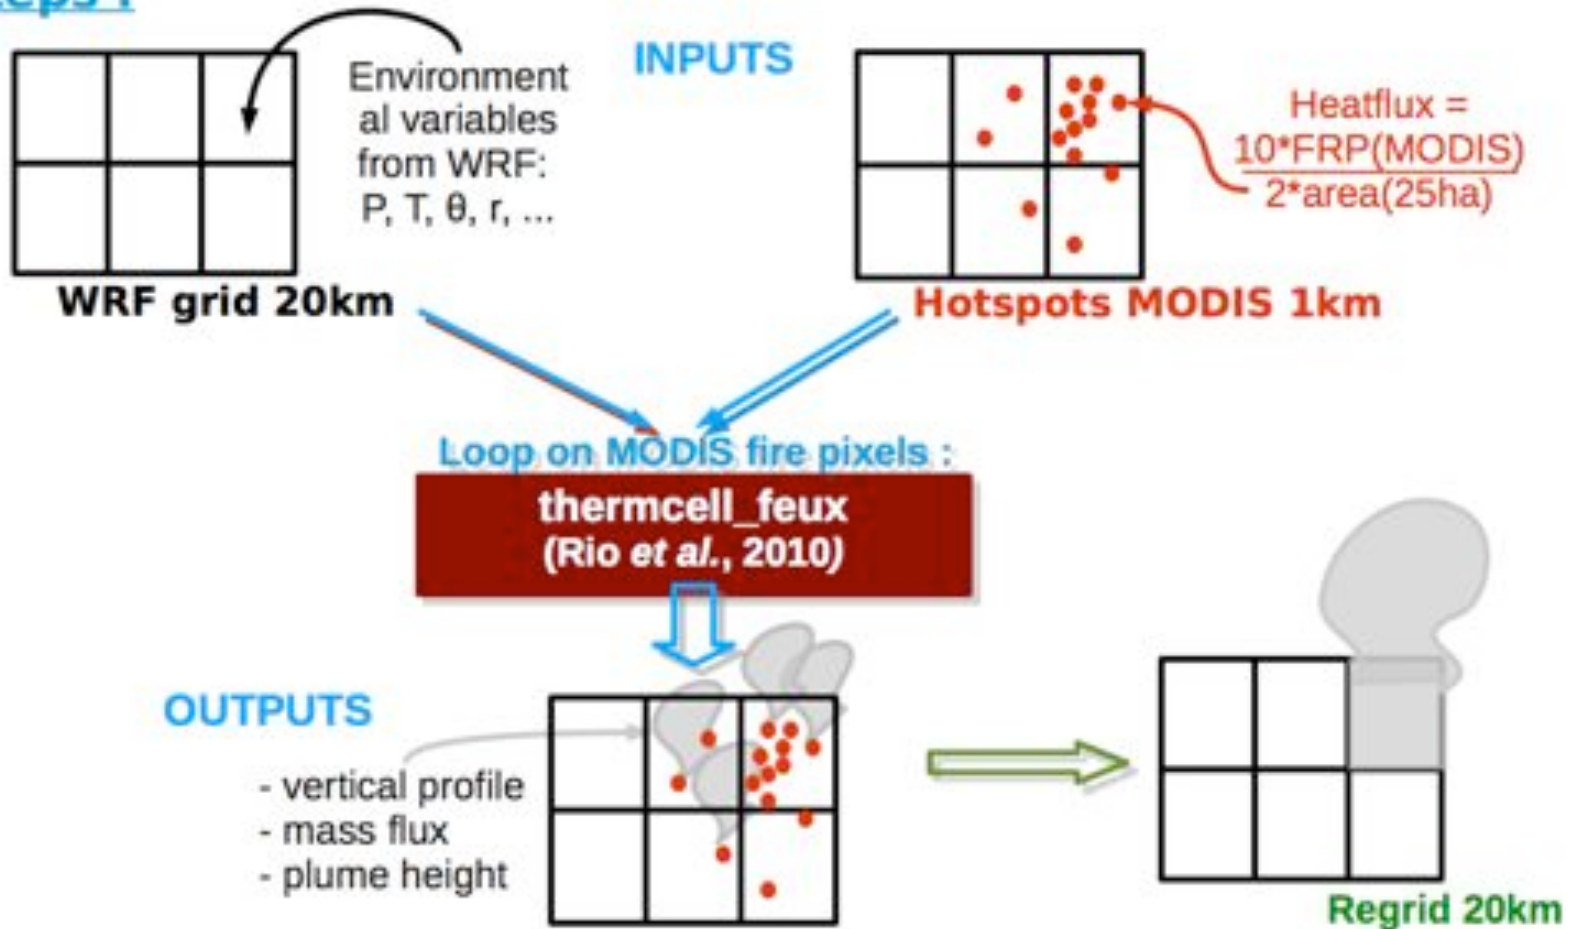 INPUTS
Environment
al variables
from WRF:
P, T, θ, r, ...
WRF grid 20km
Heatflux =
10*FRP(MODIS)
2*area(25ha)
Hotspots MODIS 1km
Loop on MODIS fire pixels :
thermcell_feux
(Rio et al., 2010)
OUTPUTS
- vertical profile
- mass flux
- plume height
Regrid 20km